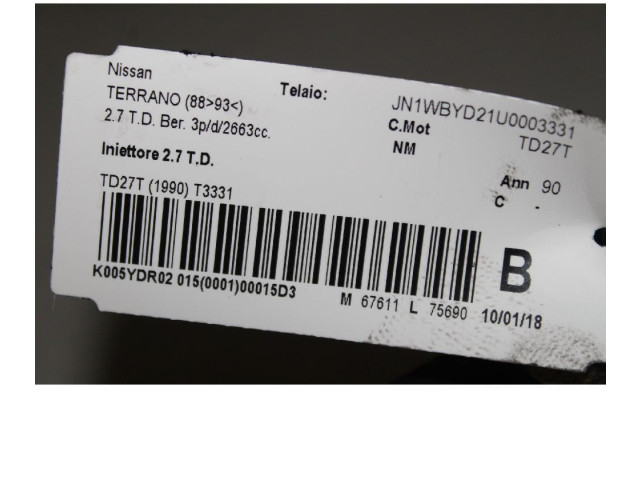 Nissan
Telaio: JN1WBYD21U0003331
TERRANO (88>93<)
C.Mot TD27T
2.7 T.D. Ber. 3p/d/2663cc.
NM
Iniettore 2.7 T.D.
Ann 90
TD27T (1990) T3331
C -
B
K005YDR02 015(0001)00015D3
M 67611 L 75690 10/01/18